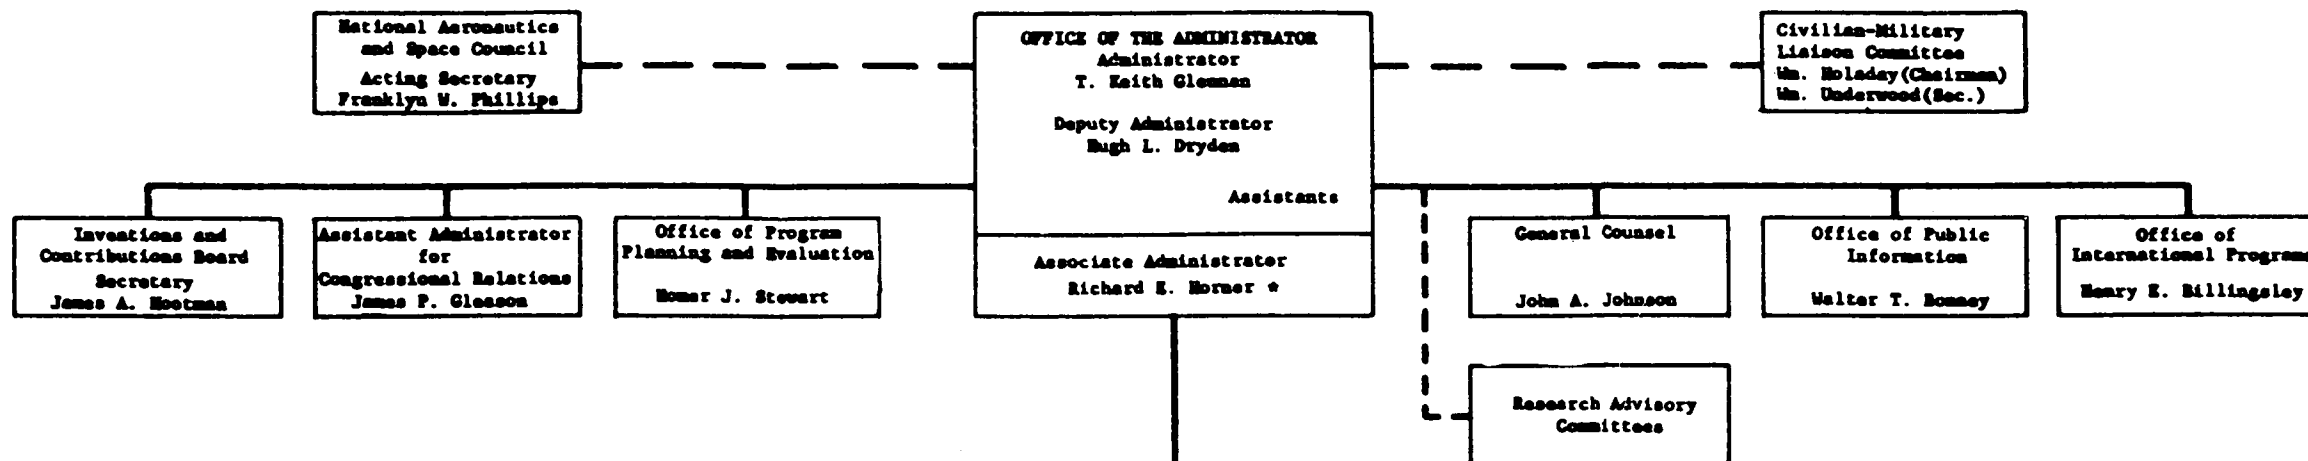 National Aeronautics
and Space Council
Acting Secretary
Franklyn W. Phillips
OFFICE OF THE ADMINISTRATOR
Administrator
T. Keith Glennan
Deputy Administrator
Hugh L. Dryden
Assistants
Associate Administrator
Richard E. Horner *
Civilian-Military
Liaison Committee
Wm. Holaday(Chairman)
Wm. Underwood(Sec.)
Inventions and
Contributions Board
Secretary
James A. Hootman
Assistant Administrator
for
Congressional Relations
James P. Gleason
Office of Program
Planning and Evaluation
Homer J. Stewart
General Counsel
John A. Johnson
Office of Public
Information
Walter T. Bonney
Office of
International Programs
Henry E. Billingsley
Research Advisory
Committees